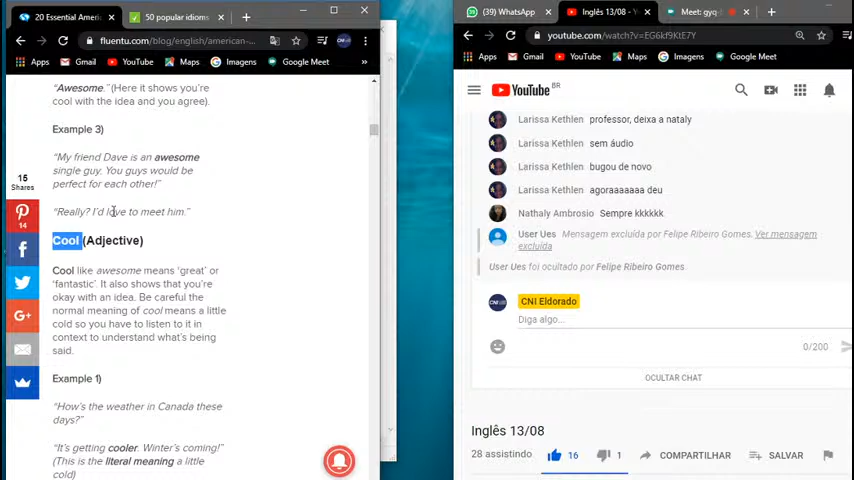 20 Essential Amer
50 popular idioms
fluentu.com/blog/english/american-...
Apps
Gmail
YouTube
Maps
Imagens
Google Meet
»
"Awesome." (Here it shows you're
cool with the idea and you agree).
Example 3)
"My friend Dave is an awesome
single guy. You guys would be
perfect for each other!"
"Really? I'd love to meet him."
Cool (Adjective)
Cool like awesome means 'great' or
'fantastic'. It also shows that you're
okay with an idea. Be careful the
normal meaning of cool means a little
cold so you have to listen to it in
context to understand what's being
said.
Example 1)
"How's the weather in Canada these
days?"
"It's getting cooler. Winter's coming!"
(This is the literal meaning a little
cold)
15
Shares
14
G+
(39) WhatsApp
Inglês 13/08 - Y
Meet: gyq-
youtube.com/watch?v=EG6kf9KtE7Y
Apps
Gmail
YouTube
Maps
Imagens
Google Meet
YouTube BR
Larissa Kethlen professor, deixa a nataly
Larissa Kethlen sem áudio
Larissa Kethlen bugou de novo
Larissa Kethlen agoraaaaaaa deu
Nathaly Ambrosio Sempre kkkkkk
User Ues Mensagem excluída por Felipe Ribeiro Gomes. Ver mensagem
excluída
User Ues foi ocultado por Felipe Ribeiro Gomes.
CNI Eldorado
Diga algo...
0/200
OCULTAR CHAT
Inglês 13/08
28 assistindo
16
1
COMPARTILHAR
SALVAR